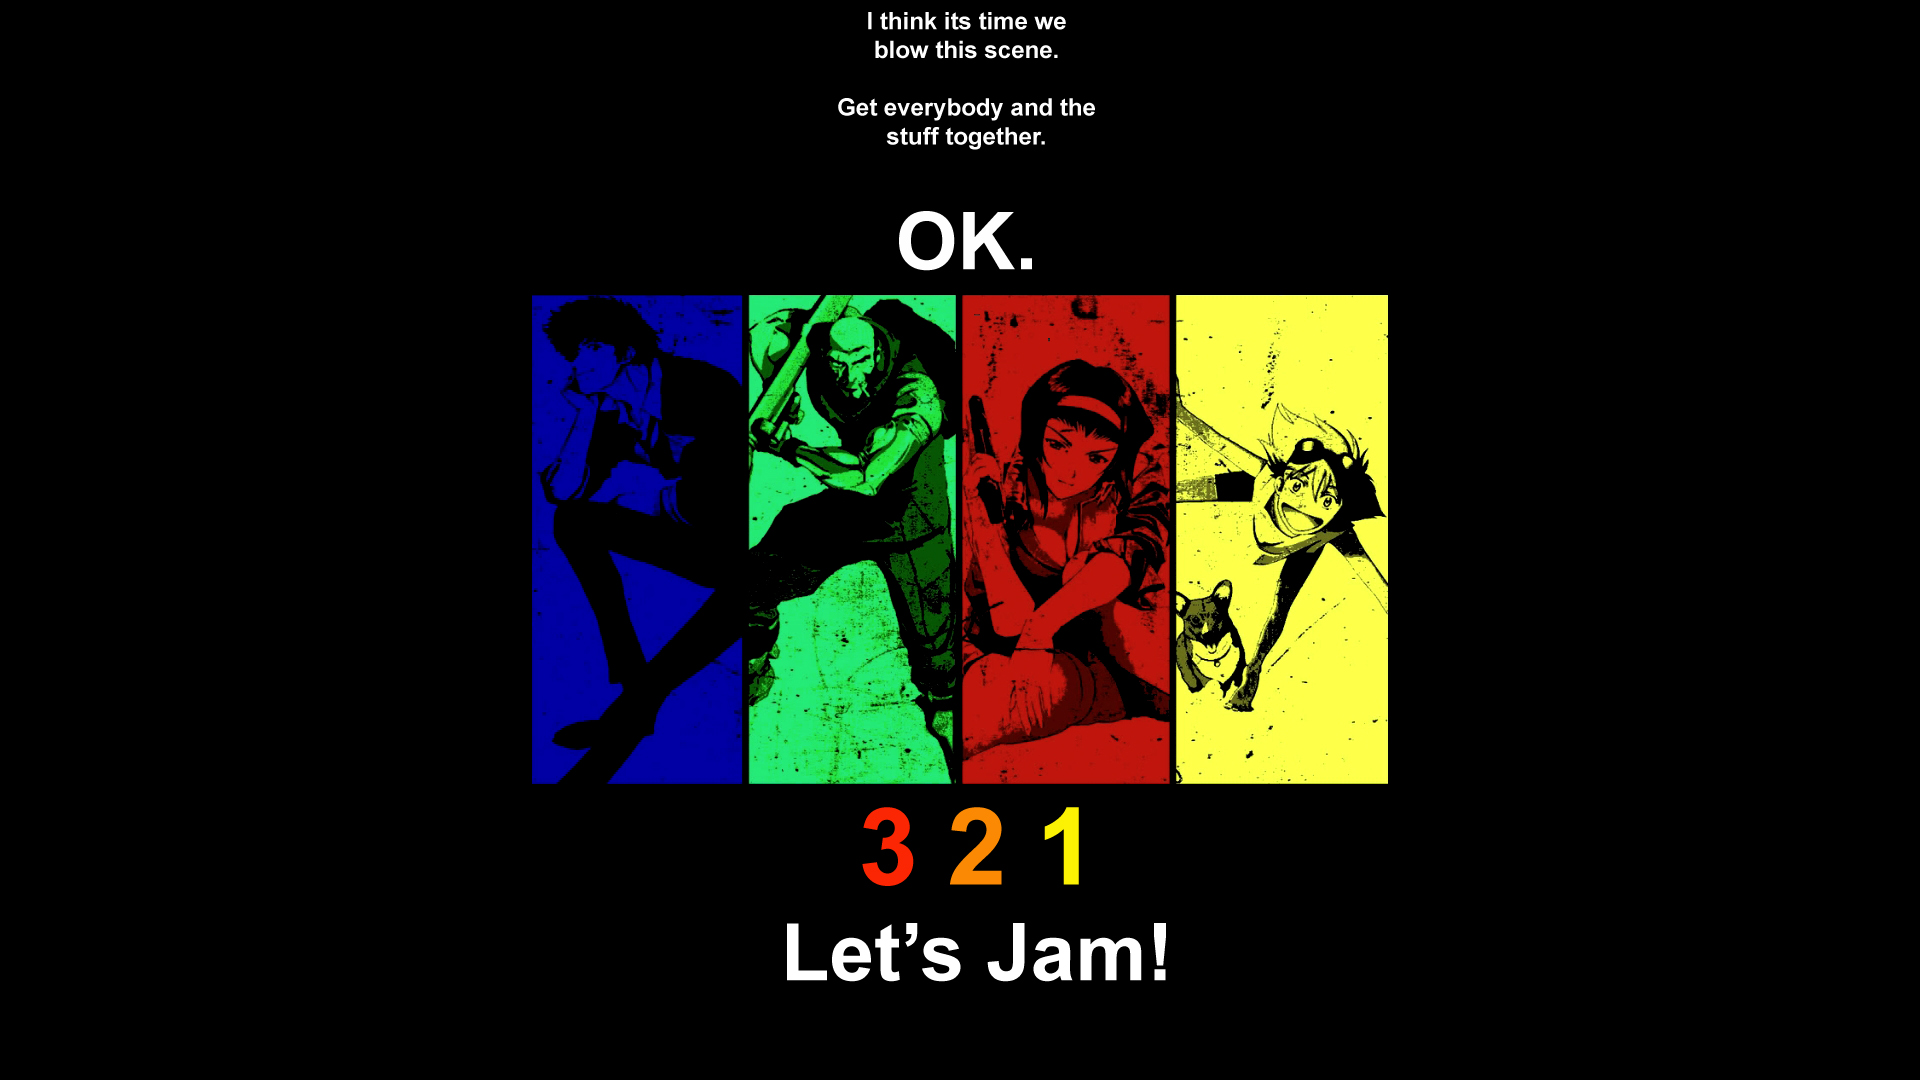 I think its time we
blow this scene.
Get everybody and the
stuff together.
OK.
3 2 1
Let’s Jam!